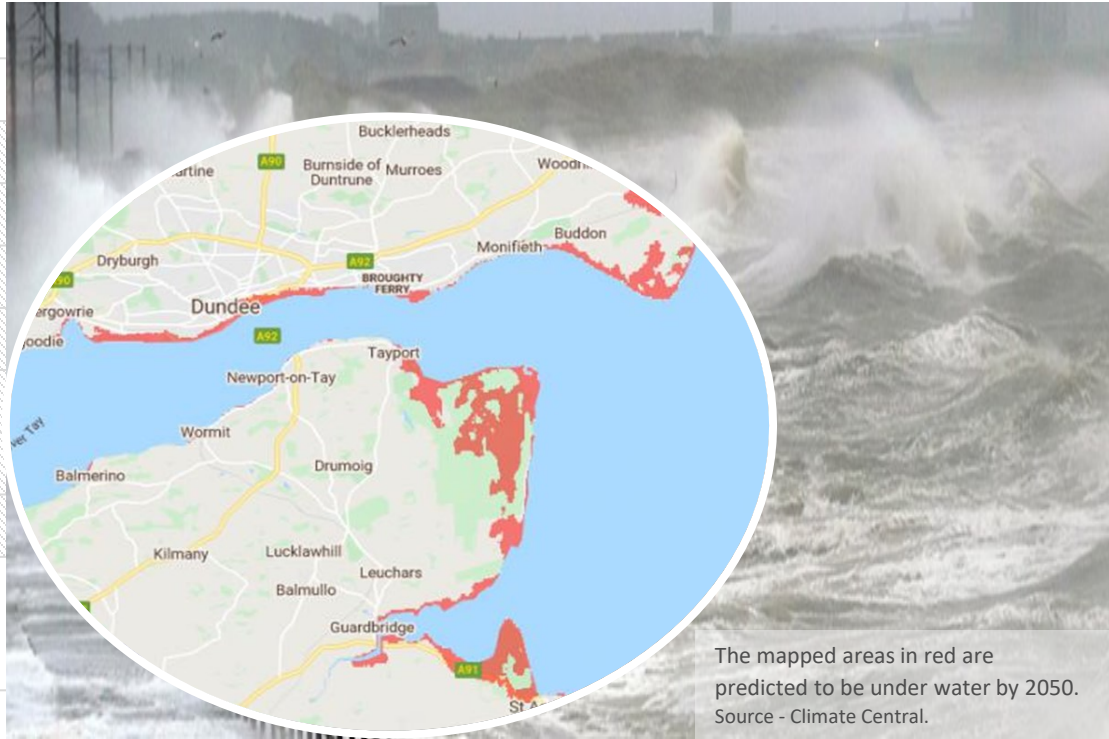 Bucklerheads
A90
Burnside of
Duntrune
Murroes
A92
Monifieth
Buddon
Dryburgh
BROUGHTY
FERRY
Dundee
A92
Tayport
Newport-on-Tay
Wormit
Drumoig
Balmerino
Kilmany
Lucklawhill
Leuchars
Balmullo
Guardbridge
A91
The mapped areas in red are
predicted to be under water by 2050.
Source - Climate Central.